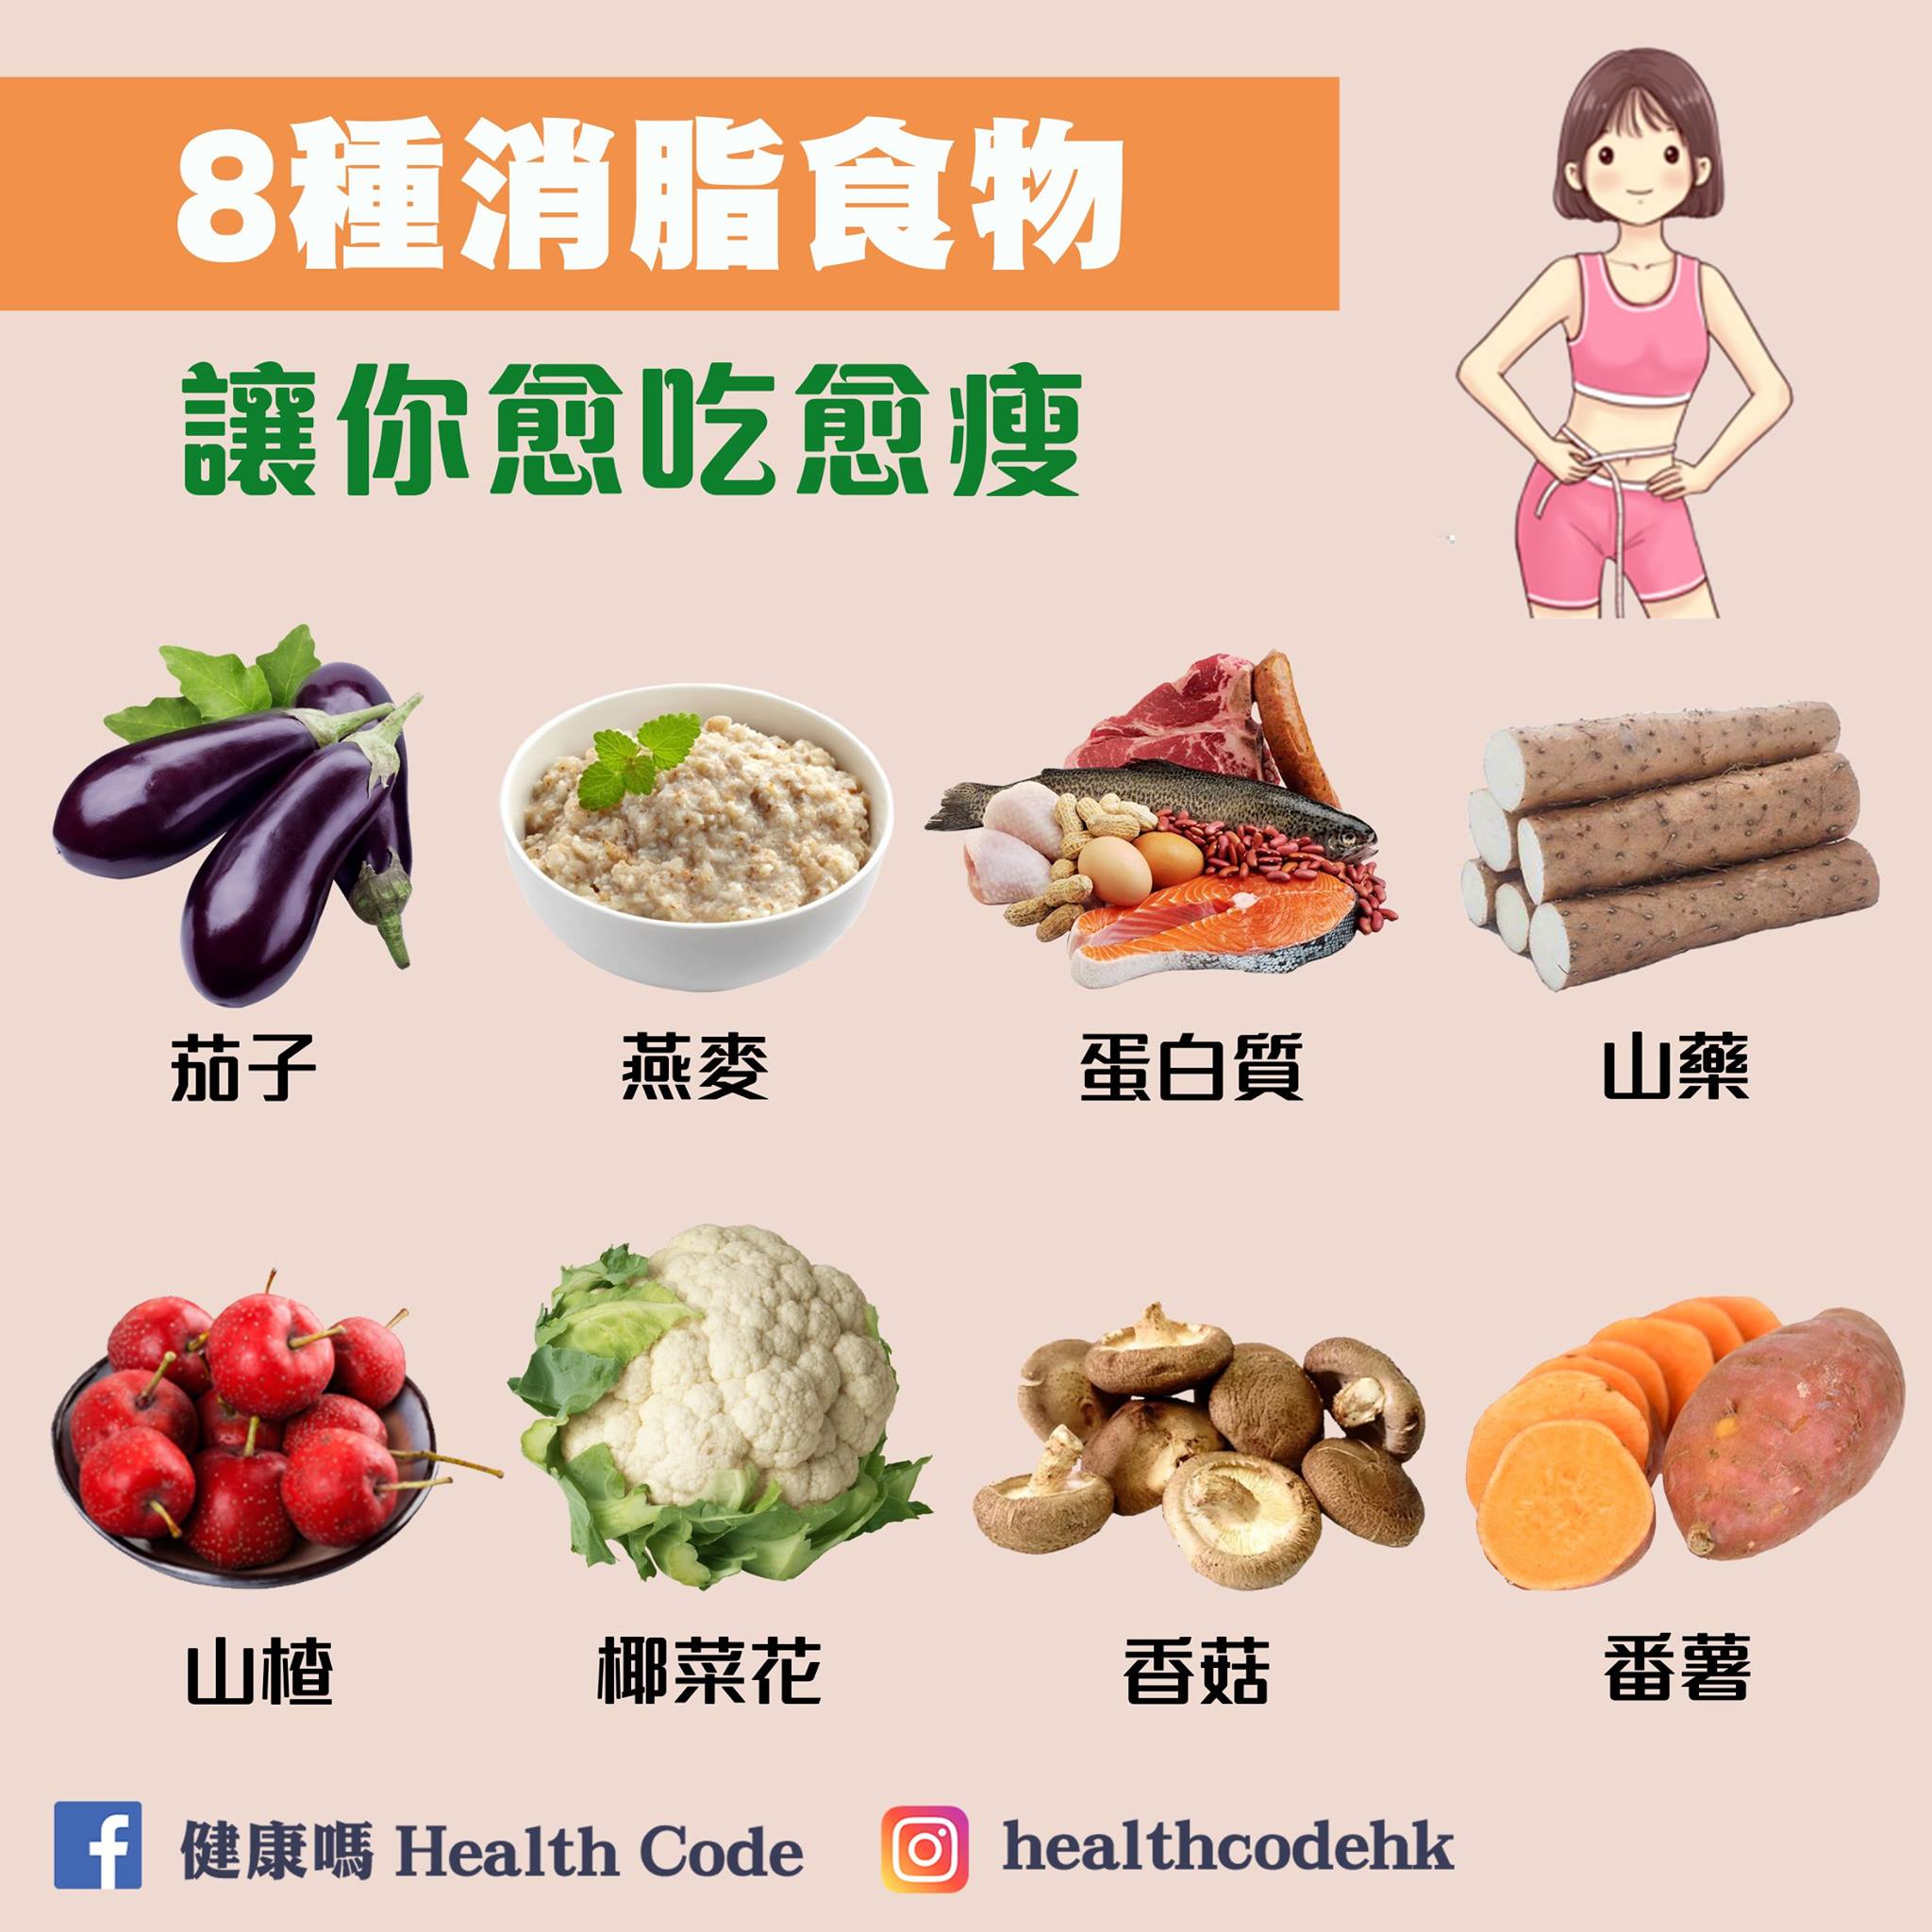 8種消脂食物
讓你愈吃愈瘦
茄子
燕麥
蛋白質
山藥
山楂
椰菜花
香菇
番薯
健康嗎 Health Code
healthcodehk